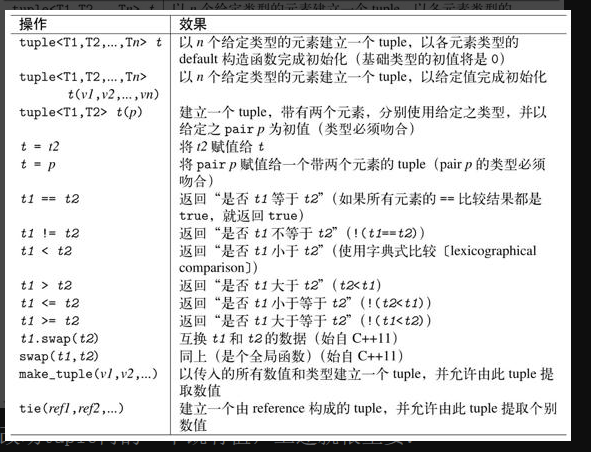 操作 效果
tuple<T1,T2,...,Tn> t 以 n 个给定类型的元素建立一个 tuple，以各元素类型的
default 构造函数完成初始化（基础类型的初值将是 0）
tuple<T1,T2,...,Tn> 以 n 个给定类型的元素建立一个 tuple，以给定值完成初始化
t(v1,v2,...,vn)
tuple<T1,T2> t(p) 建立一个 tuple，带有两个元素，分别使用给定之类型，并以
给定之 pair p 为初值（类型必须吻合）
t = t2 将 t2 赋值给 t
t = p 将 pair p 赋值给一个带两个元素的 tuple（pair p 的类型必须
吻合）
t1 == t2 返回“是否 t1 等于 t2”（如果所有元素的 == 比较结果都是
true，就返回 true）
t1 != t2 返回“是否 t1 不等于 t2”（!(t1==t2)）
t1 < t2 返回“是否 t1 小于 t2”（使用字典式比较〔lexicographical
comparison〕）
t1 > t2 返回“是否 t1 大于 t2”（t2<t1）
t1 <= t2 返回“是否 t1 小于等于 t2”（!(t2<t1)）
t1 >= t2 返回“是否 t1 大于等于 t2”（!(t1<t2)）
t1.swap(t2) 互换 t1 和 t2 的数据（始自 C++11）
swap(t1,t2) 同上（是个全局函数）（始自 C++11）
make_tuple(v1,v2,...) 以传入的所有数值和类型建立一个 tuple，并允许由此 tuple 提
取数值
tie(ref1,ref2,...) 建立一个由 reference 构成的 tuple，并允许由此 tuple 提取个别
数值